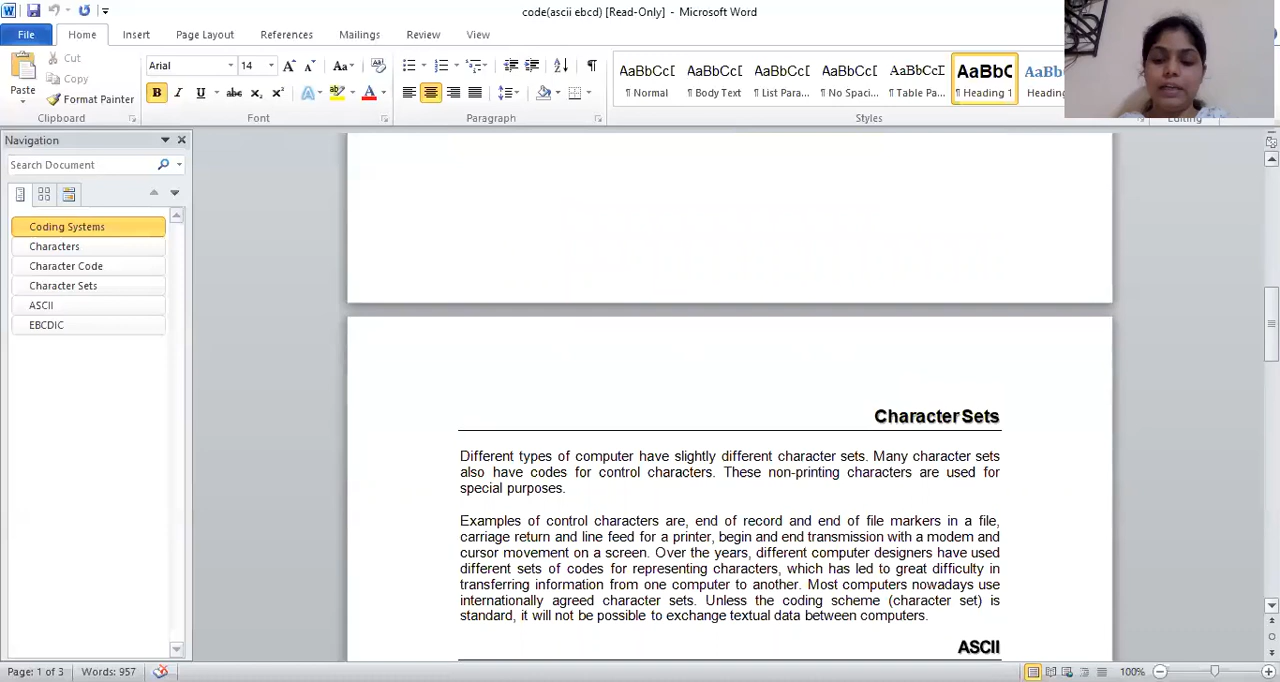 code(ascii ebcd) [Read-Only] - Microsoft Word
File Home Insert Page Layout References Mailings Review View
Paste
Cut
Copy
Format Painter
Clipboard
Arial 14
Font
Paragraph
AaBbCcD AaBbCcD AaBbCcD AaBbCcD AaBbCcD AaBbC AaBb
¶ Normal ¶ Body Text ¶ List Para... ¶ No Spaci... ¶ Table Pa... ¶ Heading 1 Heading
Styles
Editing
Navigation
Search Document
Coding Systems
Characters
Character Code
Character Sets
ASCII
EBCDIC
Character Sets
Different types of computer have slightly different character sets. Many character sets
also have codes for control characters. These non-printing characters are used for
special purposes.
Examples of control characters are, end of record and end of file markers in a file,
carriage return and line feed for a printer, begin and end transmission with a modem and
cursor movement on a screen. Over the years, different computer designers have used
different sets of codes for representing characters, which has led to great difficulty in
transferring information from one computer to another. Most computers nowadays use
internationally agreed character sets. Unless the coding scheme (character set) is
standard, it will not be possible to exchange textual data between computers.
ASCII
Page: 1 of 3 Words: 957 100%